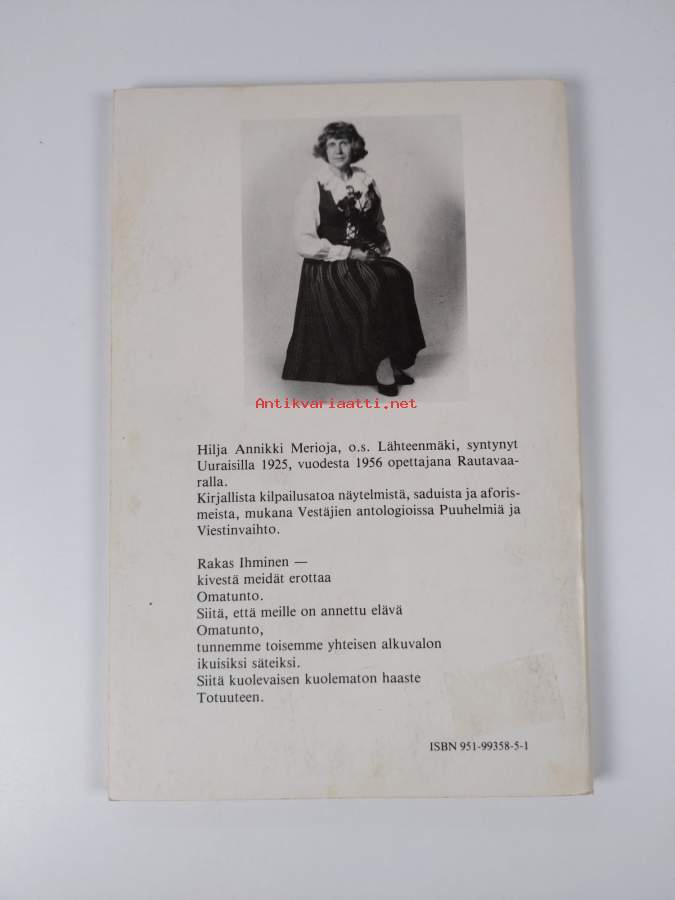 Antikvariaatti.net
Hilja Annikki Merioja, o.s. Lähteenmäki, syntynyt
Uuraisilla 1925, vuodesta 1956 opettajana Rautavaa-
ralla.
Kirjallista kilpailusatoa näytelmistä, saduista ja aforis-
meista, mukana Vestäjien antologioissa Puuhelmiä ja
Viestinvaihto.
Rakas Ihminen —
kivestä meidät erottaa
Omatunto.
Siitä, että meille on annettu elävä
Omatunto,
tunnemme toisemme yhteisen alkuvalon
ikuisiksi säteiksi.
Siitä kuolevaisen kuolematon haaste
Totuuteen.
ISBN 951-99358-5-1